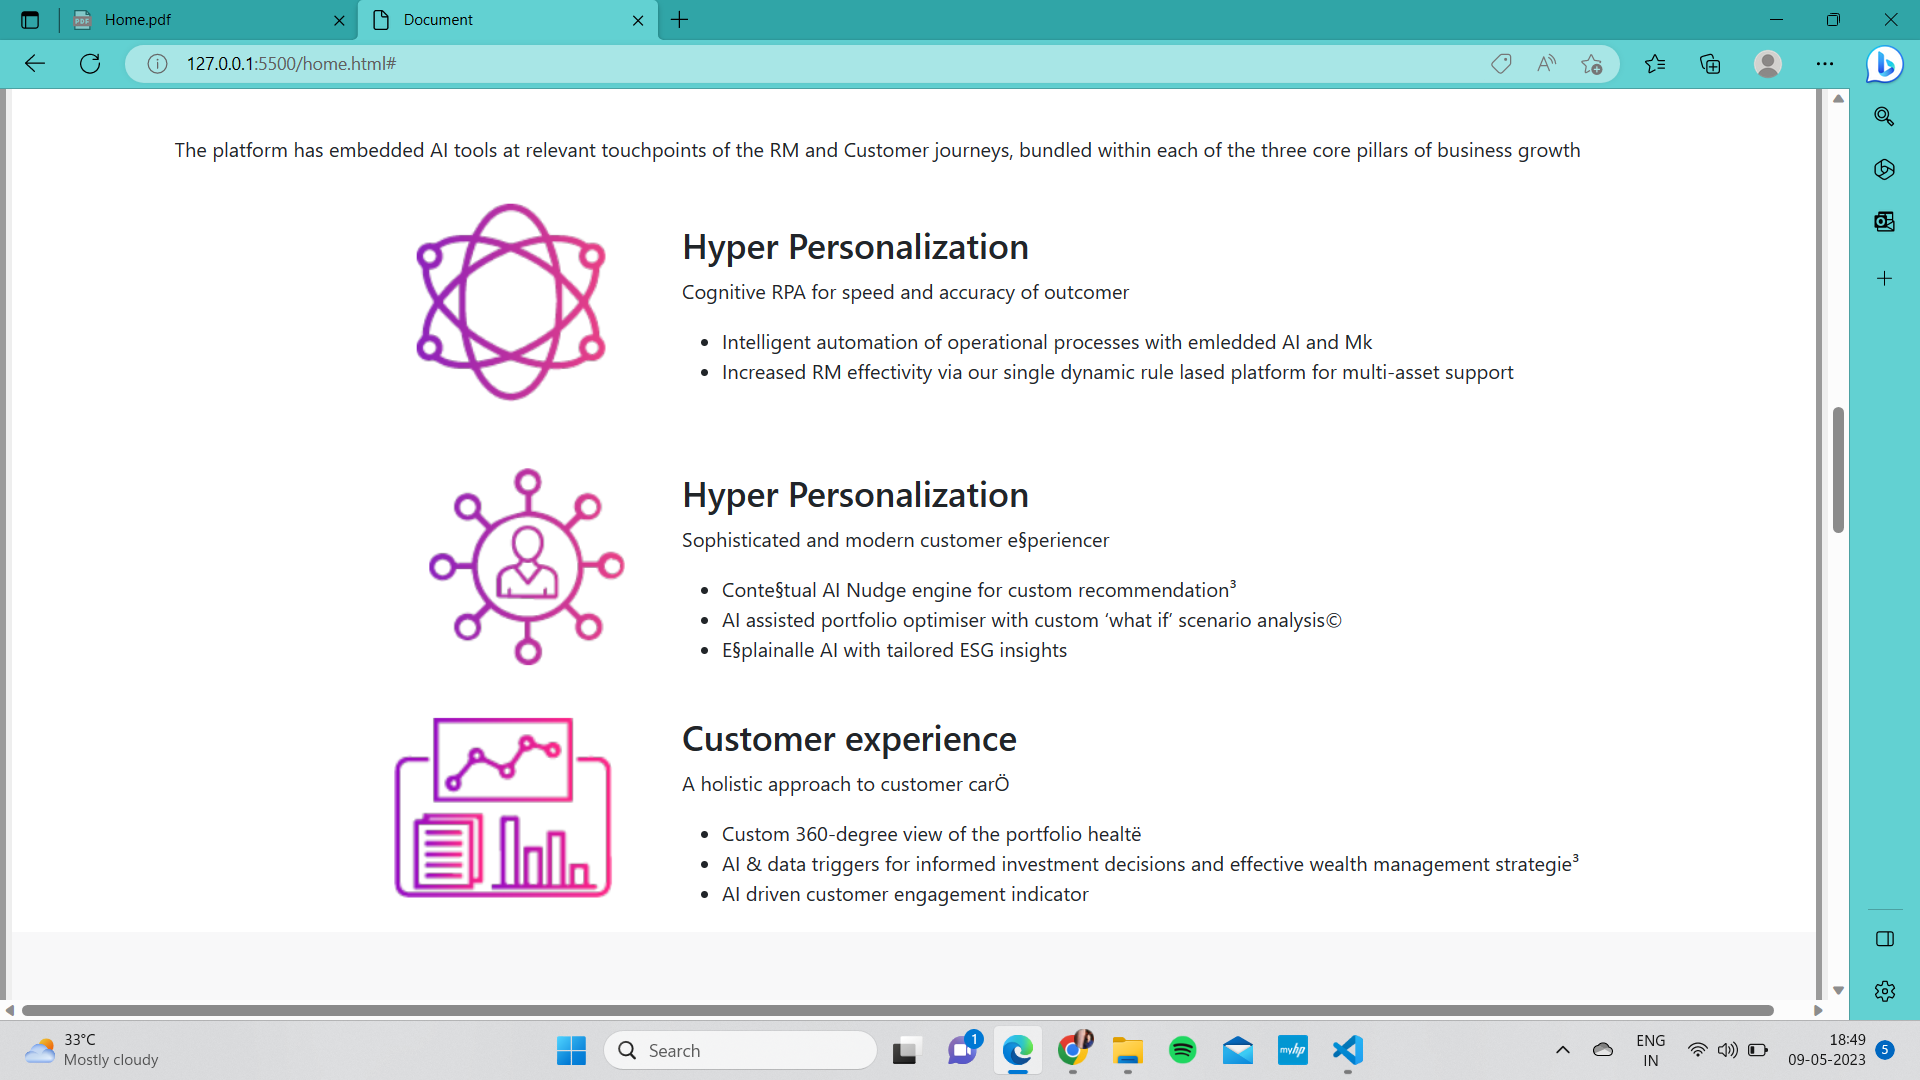 Home.pdf
Document
127.0.0.1:5500/home.html#
The platform has embedded AI tools at relevant touchpoints of the RM and Customer journeys, bundled within each of the three core pillars of business growth
Hyper Personalization
Cognitive RPA for speed and accuracy of outcomer
Intelligent automation of operational processes with emledded AI and Mk
Increased RM effectivity via our single dynamic rule lased platform for multi-asset support
Hyper Personalization
Sophisticated and modern customer e§periencer
Conte§tual AI Nudge engine for custom recommendation³
AI assisted portfolio optimiser with custom ‘what if’ scenario analysis©
E§plainalle AI with tailored ESG insights
Customer experience
A holistic approach to customer carÖ
Custom 360-degree view of the portfolio healtë
AI & data triggers for informed investment decisions and effective wealth management strategie³
AI driven customer engagement indicator
33°C
Mostly cloudy
Search
1
myhp
ENG
IN
18:49
09-05-2023
5